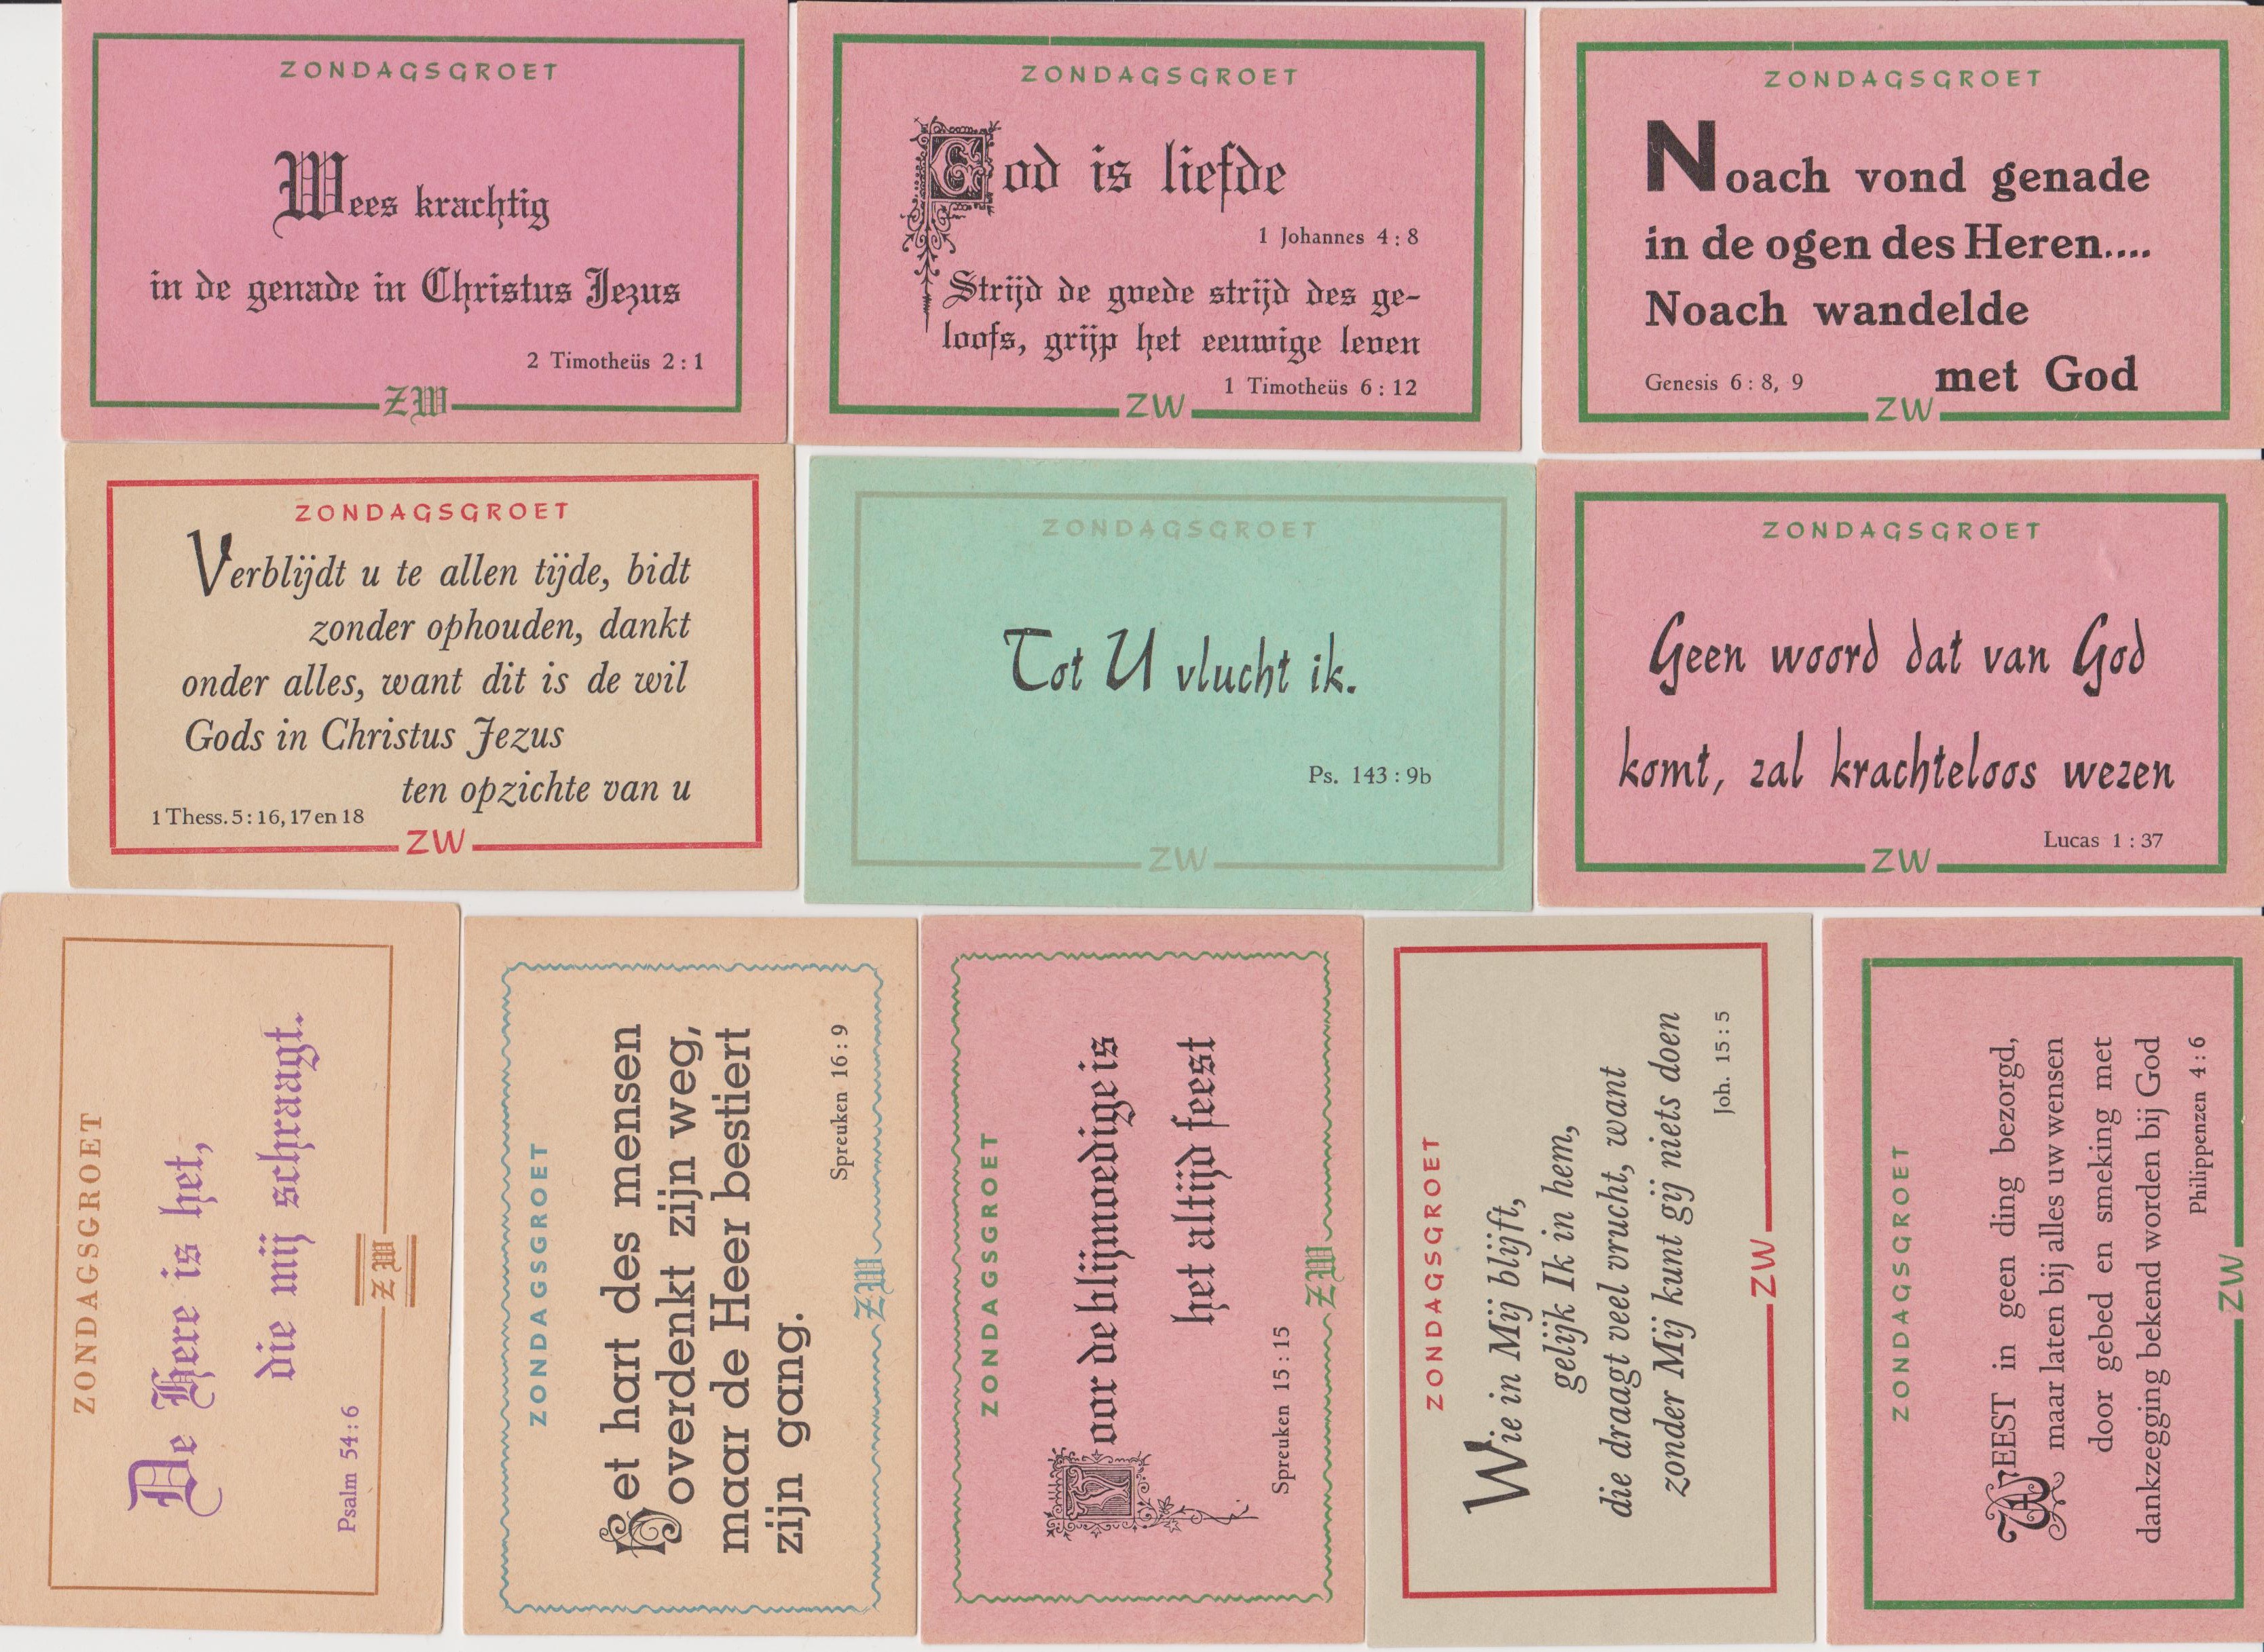 ZONDAGSGROET
Wees krachtig
in de genade in Christus Jezus
2 Timotheüs 2 : 1
ZW
ZONDAGSGROET
God is liefde
1 Johannes 4 : 8
Strijd de goede strijd des ge-
loofs, grijp het eeuwige leven
1 Timotheüs 6 : 12
ZW
ZONDAGSGROET
Noach vond genade
in de ogen des Heren....
Noach wandelde
met God
Genesis 6 : 8, 9
ZW
ZONDAGSGROET
Verblijdt u te allen tijde, bidt
zonder ophouden, dankt
onder alles, want dit is de wil
Gods in Christus Jezus
ten opzichte van u
1 Thess. 5 : 16, 17 en 18
ZW
ZONDAGSGROET
Tot U vlucht ik.
Ps. 143 : 9b
ZW
ZONDAGSGROET
Geen woord dat van God
komt, zal krachteloos wezen
Lucas 1 : 37
ZW
ZONDAGSGROET
De Here is het,
die mij schraagt.
Psalm 54 : 6
ZW
ZONDAGSGROET
Het hart des mensen
overdenkt zijn weg,
maar de Heer bestiert
zijn gang.
Spreuken 16 : 9
ZW
ZONDAGSGROET
Voor de blijmoedige is
het altijd feest
Spreuken 15 : 15
ZW
ZONDAGSGROET
Wie in Mij blijft,
gelijk Ik in hem,
die draagt veel vrucht, want
zonder Mij kunt gij niets doen
Joh. 15 : 5
ZW
ZONDAGSGROET
WEEST in geen ding bezorgd,
maar laten bij alles uw wensen
door gebed en smeking met
dankzegging bekend worden bij God
Philippenzen 4 : 6
ZW